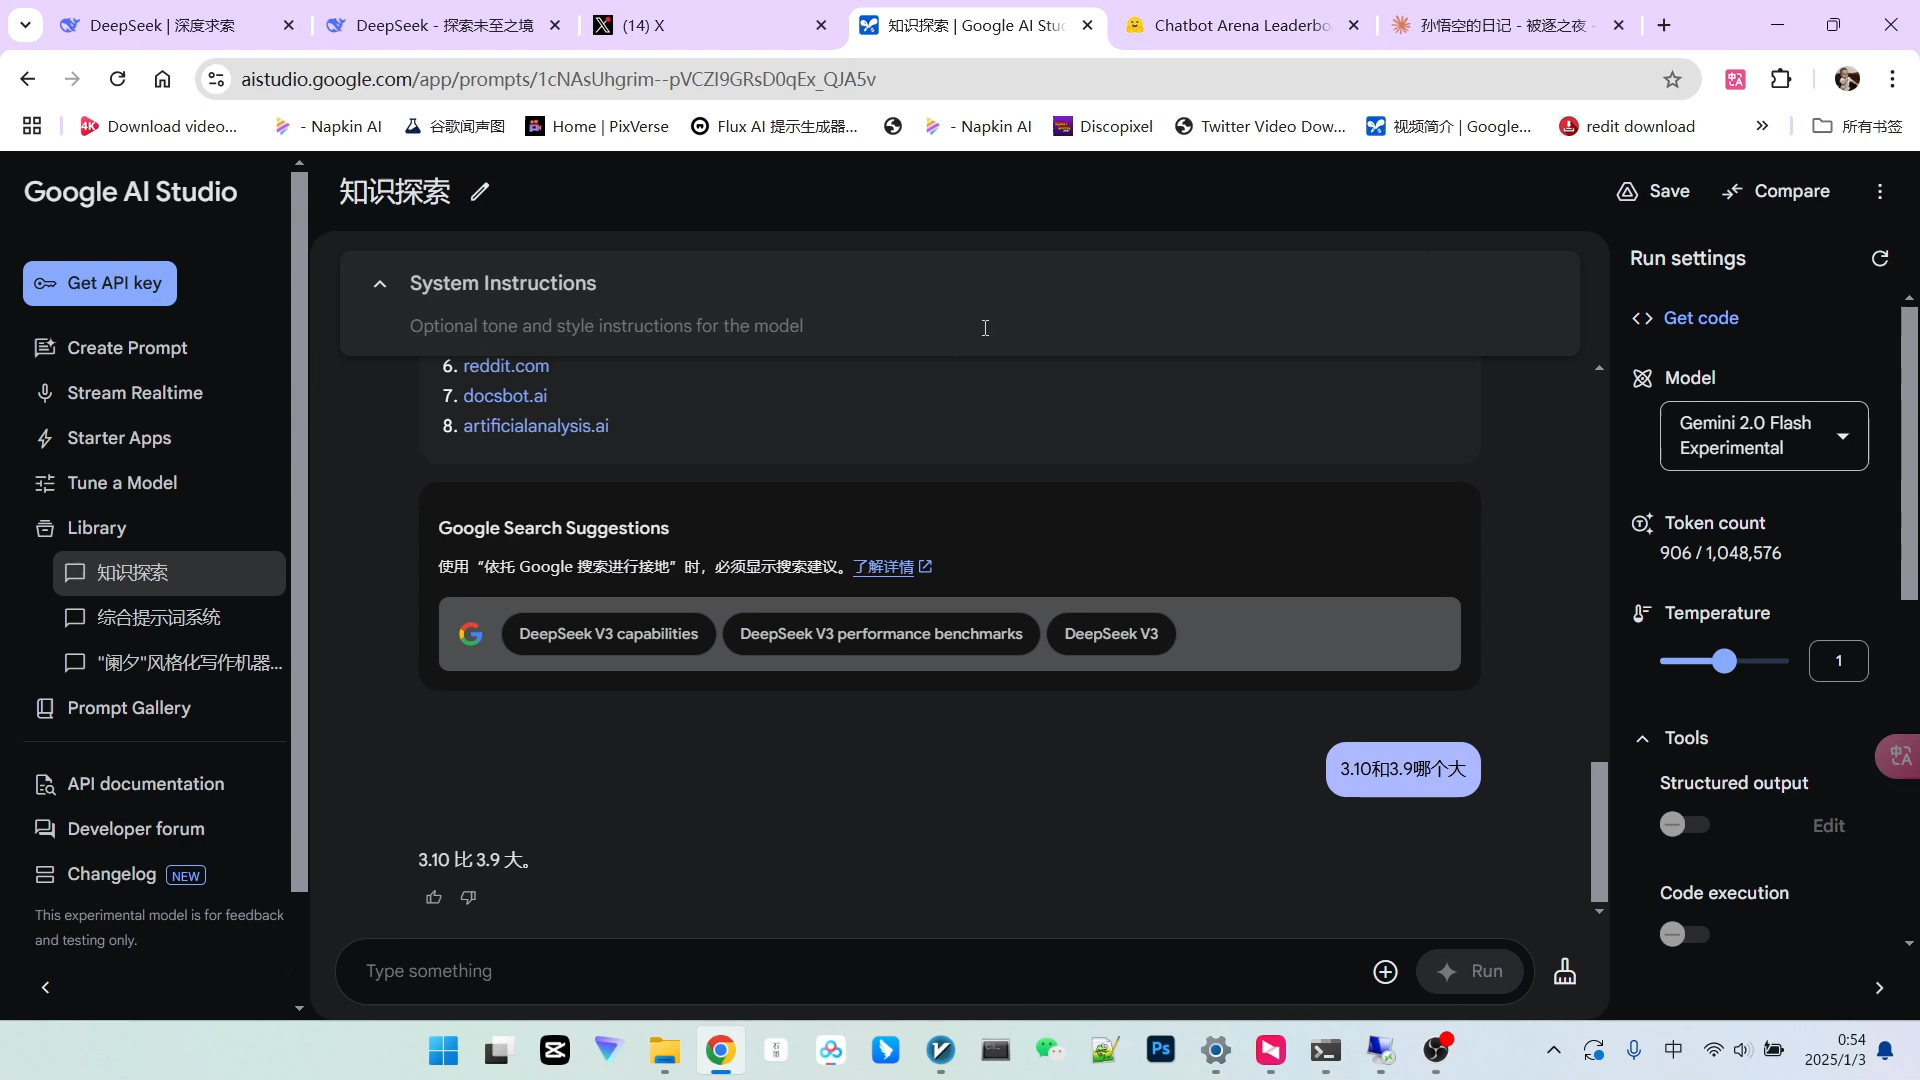 DeepSeek | 深度求索
DeepSeek - 探索未至之境
(14) X
知识探索 | Google AI Stuc
Chatbot Arena Leaderbo
孙悟空的日记 - 被逐之夜 -
aistudio.google.com/app/prompts/1cNAsUhgrim--pVCZI9GRsD0qEx_QJA5v
Download video...
- Napkin AI
谷歌闻声图
Home | PixVerse
Flux AI 提示生成器...
- Napkin AI
Discopixel
Twitter Video Dow...
视频简介 | Google...
redit download
所有书签
Google AI Studio
知识探索
Save
Compare
Get API key
Create Prompt
Stream Realtime
Starter Apps
Tune a Model
Library
知识探索
综合提示词系统
"阑夕"风格化写作机器...
Prompt Gallery
API documentation
Developer forum
Changelog NEW
This experimental model is for feedback
and testing only.
System Instructions
Optional tone and style instructions for the model
6. reddit.com
7. docsbot.ai
8. artificialanalysis.ai
Google Search Suggestions
使用“依托 Google 搜索进行接地”时，必须显示搜索建议。了解详情
DeepSeek V3 capabilities
DeepSeek V3 performance benchmarks
DeepSeek V3
3.10和3.9哪个大
3.10 比 3.9 大。
Type something
Run
Run settings
Get code
Model
Gemini 2.0 Flash
Experimental
Token count
906 / 1,048,576
Temperature
1
Tools
Structured output
Edit
Code execution
Ps
中
0:54
2025/1/3